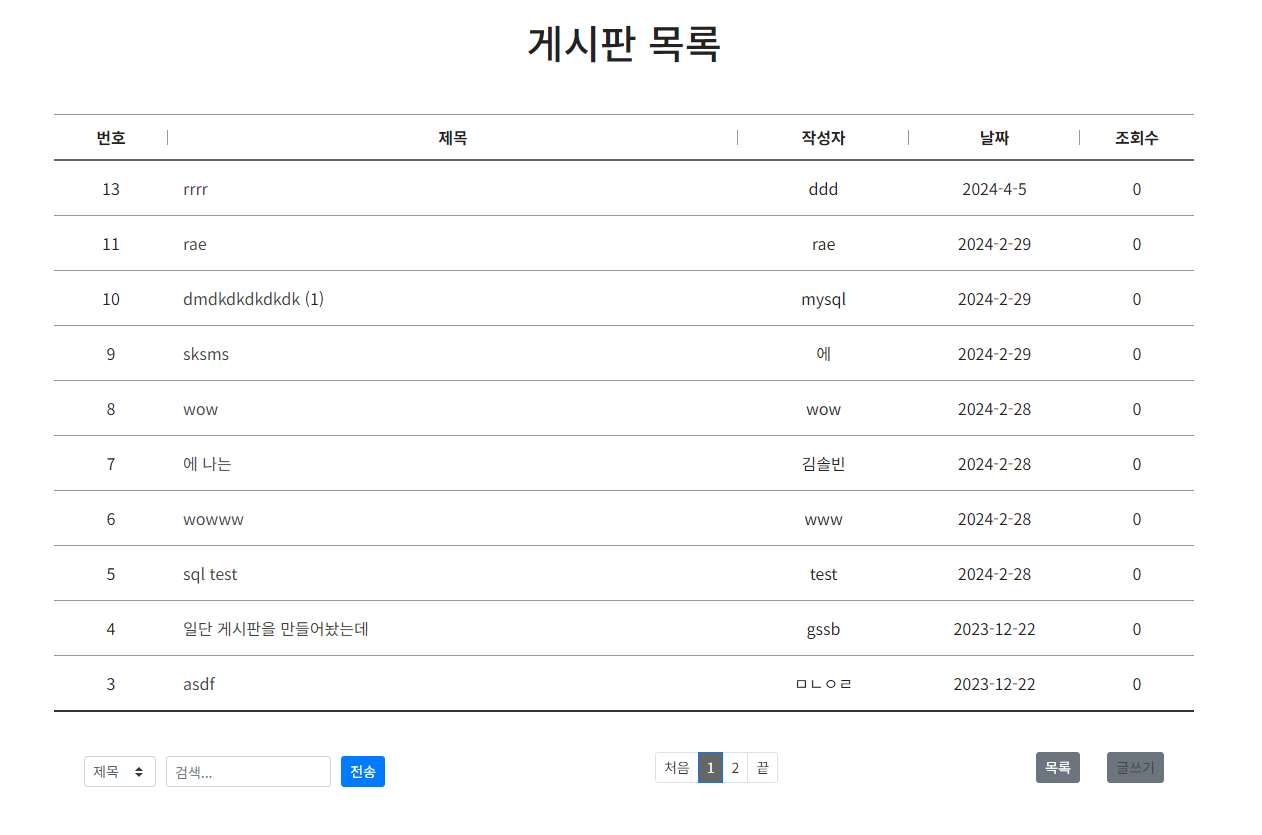 게시판 목록
번호 제목 작성자 날짜 조회수
13 rrrr ddd 2024-4-5 0
11 rae rae 2024-2-29 0
10 dmdkdkdkdkdk (1) mysql 2024-2-29 0
9 sksms 에 2024-2-29 0
8 wow wow 2024-2-28 0
7 에 나는 김솔빈 2024-2-28 0
6 wowww www 2024-2-28 0
5 sql test test 2024-2-28 0
4 일단 게시판을 만들어놨는데 gssb 2023-12-22 0
3 asdf ㅁㄴㅇㄹ 2023-12-22 0
제목 검색... 전송 처음 1 2 끝 목록 글쓰기